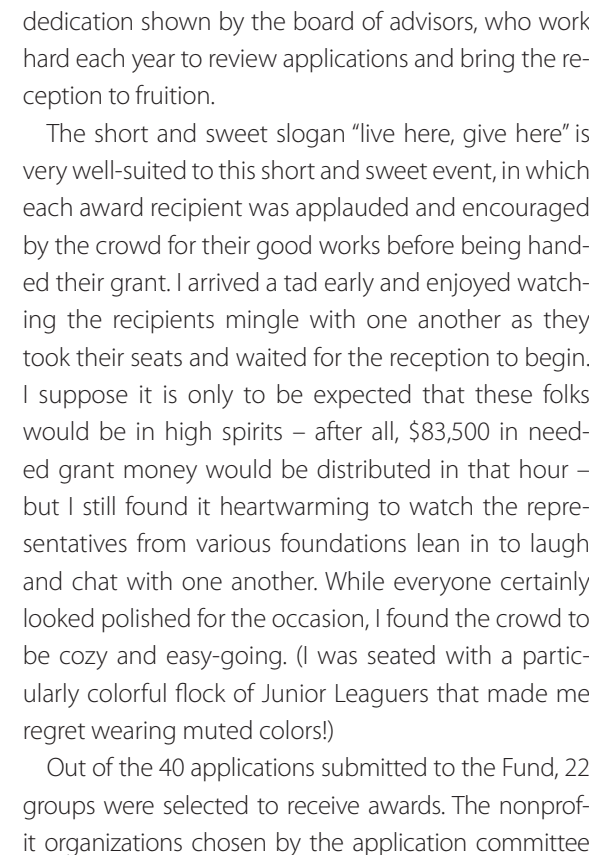 dedication shown by the board of advisors, who work
hard each year to review applications and bring the re-
ception to fruition.
The short and sweet slogan “live here, give here” is
very well-suited to this short and sweet event, in which
each award recipient was applauded and encouraged
by the crowd for their good works before being hand-
ed their grant. I arrived a tad early and enjoyed watch-
ing the recipients mingle with one another as they
took their seats and waited for the reception to begin.
I suppose it is only to be expected that these folks
would be in high spirits – after all, $83,500 in need-
ed grant money would be distributed in that hour –
but I still found it heartwarming to watch the repre-
sentatives from various foundations lean in to laugh
and chat with one another. While everyone certainly
looked polished for the occasion, I found the crowd to
be cozy and easy-going. (I was seated with a partic-
ularly colorful flock of Junior Leaguers that made me
regret wearing muted colors!)
Out of the 40 applications submitted to the Fund, 22
groups were selected to receive awards. The nonprof-
it organizations chosen by the application committee